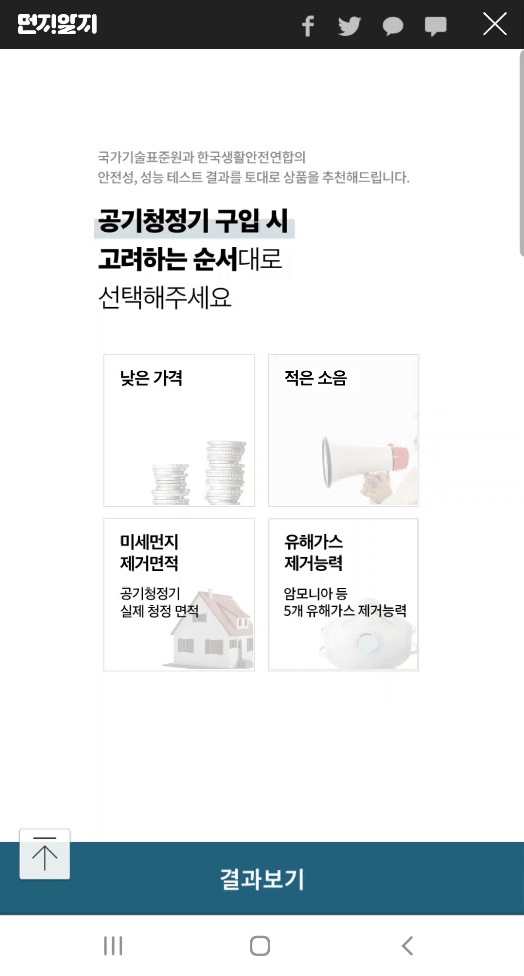 먼지알지
국가기술표준원과 한국생활안전연합의
안전성, 성능 테스트 결과를 토대로 상품을 추천해드립니다.
공기청정기 구입 시
고려하는 순서대로
선택해주세요
낮은 가격
적은 소음
미세먼지
제거면적
공기청정기
실제 청정 면적
유해가스
제거능력
암모니아 등
5개 유해가스 제거능력
결과보기